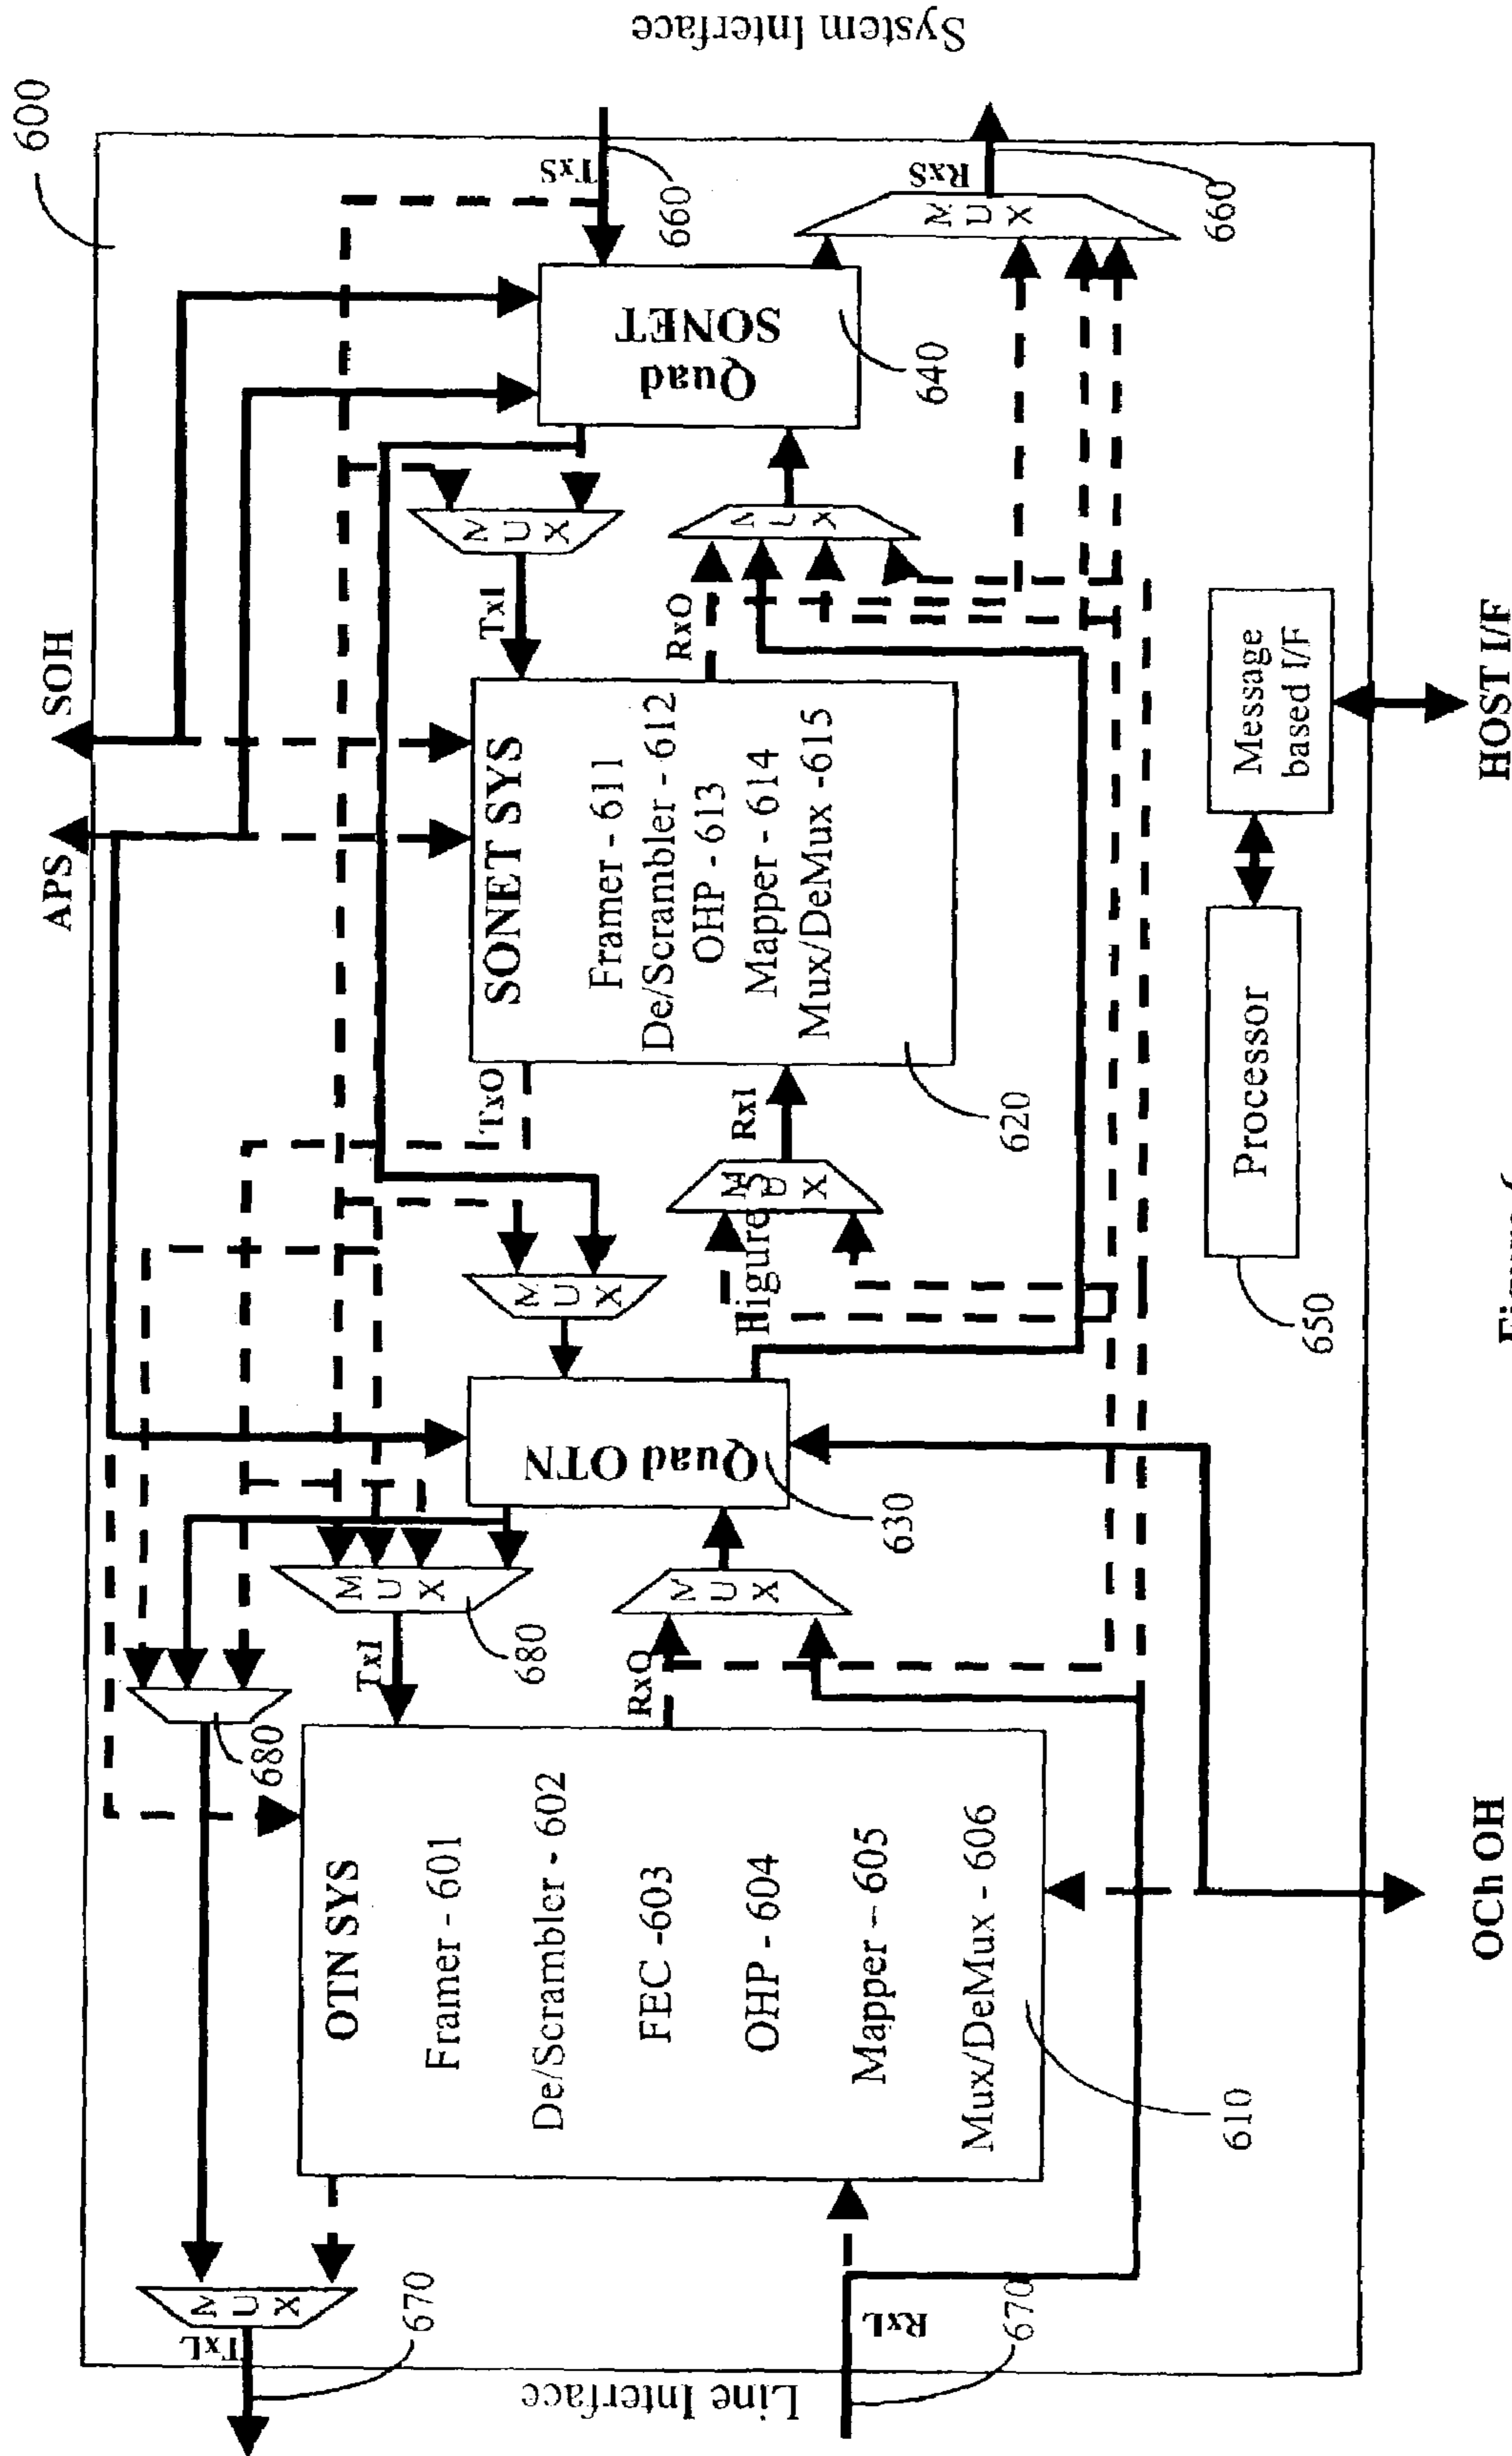 600
System Interface
Line Interface
APS
SOH
TxS
660
RxS
660
MUX
Quad
SONET
640
MUX
MUX
TxI
RxO
SONET SYS
Framer - 611
De/Scrambler - 612
OHP - 613
Mapper - 614
Mux/DeMux -615
620
TxO
RxI
MUX
Higure S
MUX
Quad OTN
630
MUX
680
MUX
680
TxI
RxO
OTN SYS
Framer - 601
De/Scrambler - 602
FEC -603
OHP - 604
Mapper – 605
Mux/DeMux - 606
610
MUX
TxL
670
RxL
670
Processor
650
Message
based I/F
HOST I/F
OCh OH